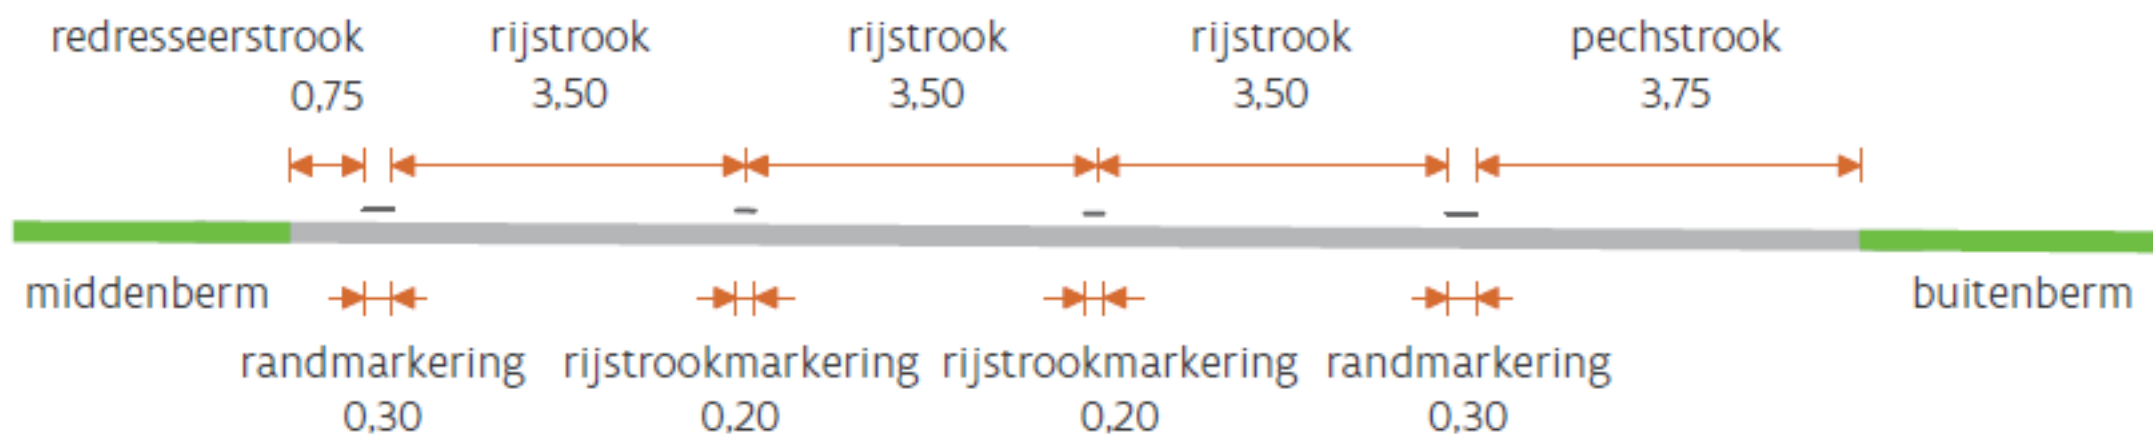 redresseerstrook rijstrook rijstrook rijstrook pechstrook
0,75 3,50 3,50 3,50 3,75
middenberm buitenberm
randmarkering rijstrookmarkering rijstrookmarkering randmarkering
0,30 0,20 0,20 0,30